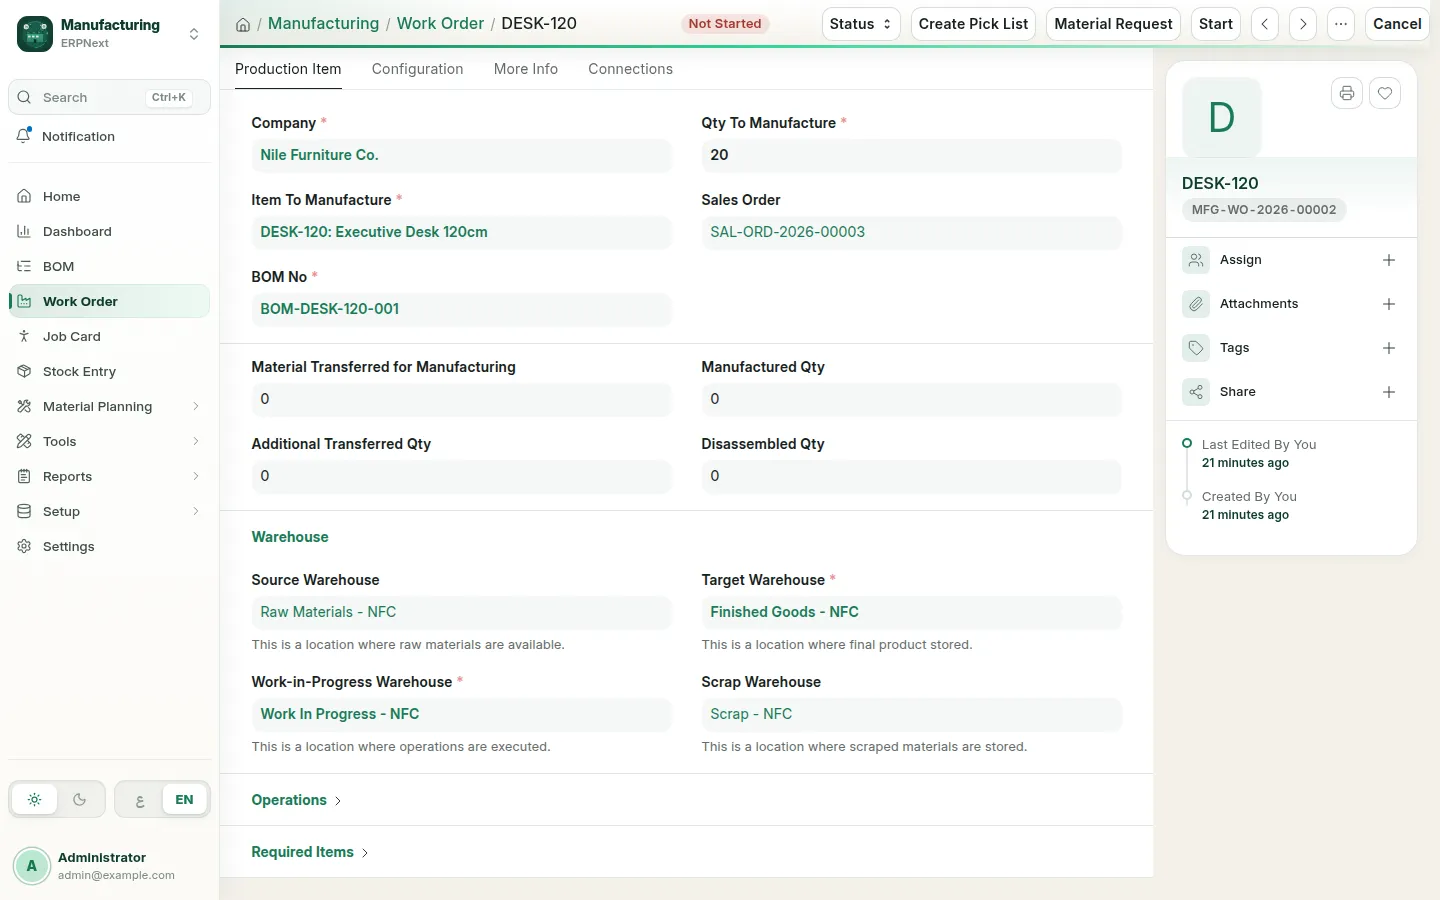 Manufacturing
ERPNext
Search
Ctrl+K
Notification
Home
Dashboard
BOM
Work Order
Job Card
Stock Entry
Material Planning
Tools
Reports
Setup
Settings
ع
EN
A
Administrator
admin@example.com
/ Manufacturing / Work Order / DESK-120
Not Started
Status
Create Pick List
Material Request
Start
Cancel
Production Item
Configuration
More Info
Connections
Company *
Nile Furniture Co.
Qty To Manufacture *
20
Item To Manufacture *
DESK-120: Executive Desk 120cm
Sales Order
SAL-ORD-2026-00003
BOM No *
BOM-DESK-120-001
Material Transferred for Manufacturing
0
Manufactured Qty
0
Additional Transferred Qty
0
Disassembled Qty
0
Warehouse
Source Warehouse
Raw Materials - NFC
This is a location where raw materials are available.
Target Warehouse *
Finished Goods - NFC
This is a location where final product stored.
Work-in-Progress Warehouse *
Work In Progress - NFC
This is a location where operations are executed.
Scrap Warehouse
Scrap - NFC
This is a location where scraped materials are stored.
Operations
Required Items
D
DESK-120
MFG-WO-2026-00002
Assign
Attachments
Tags
Share
Last Edited By You
21 minutes ago
Created By You
21 minutes ago